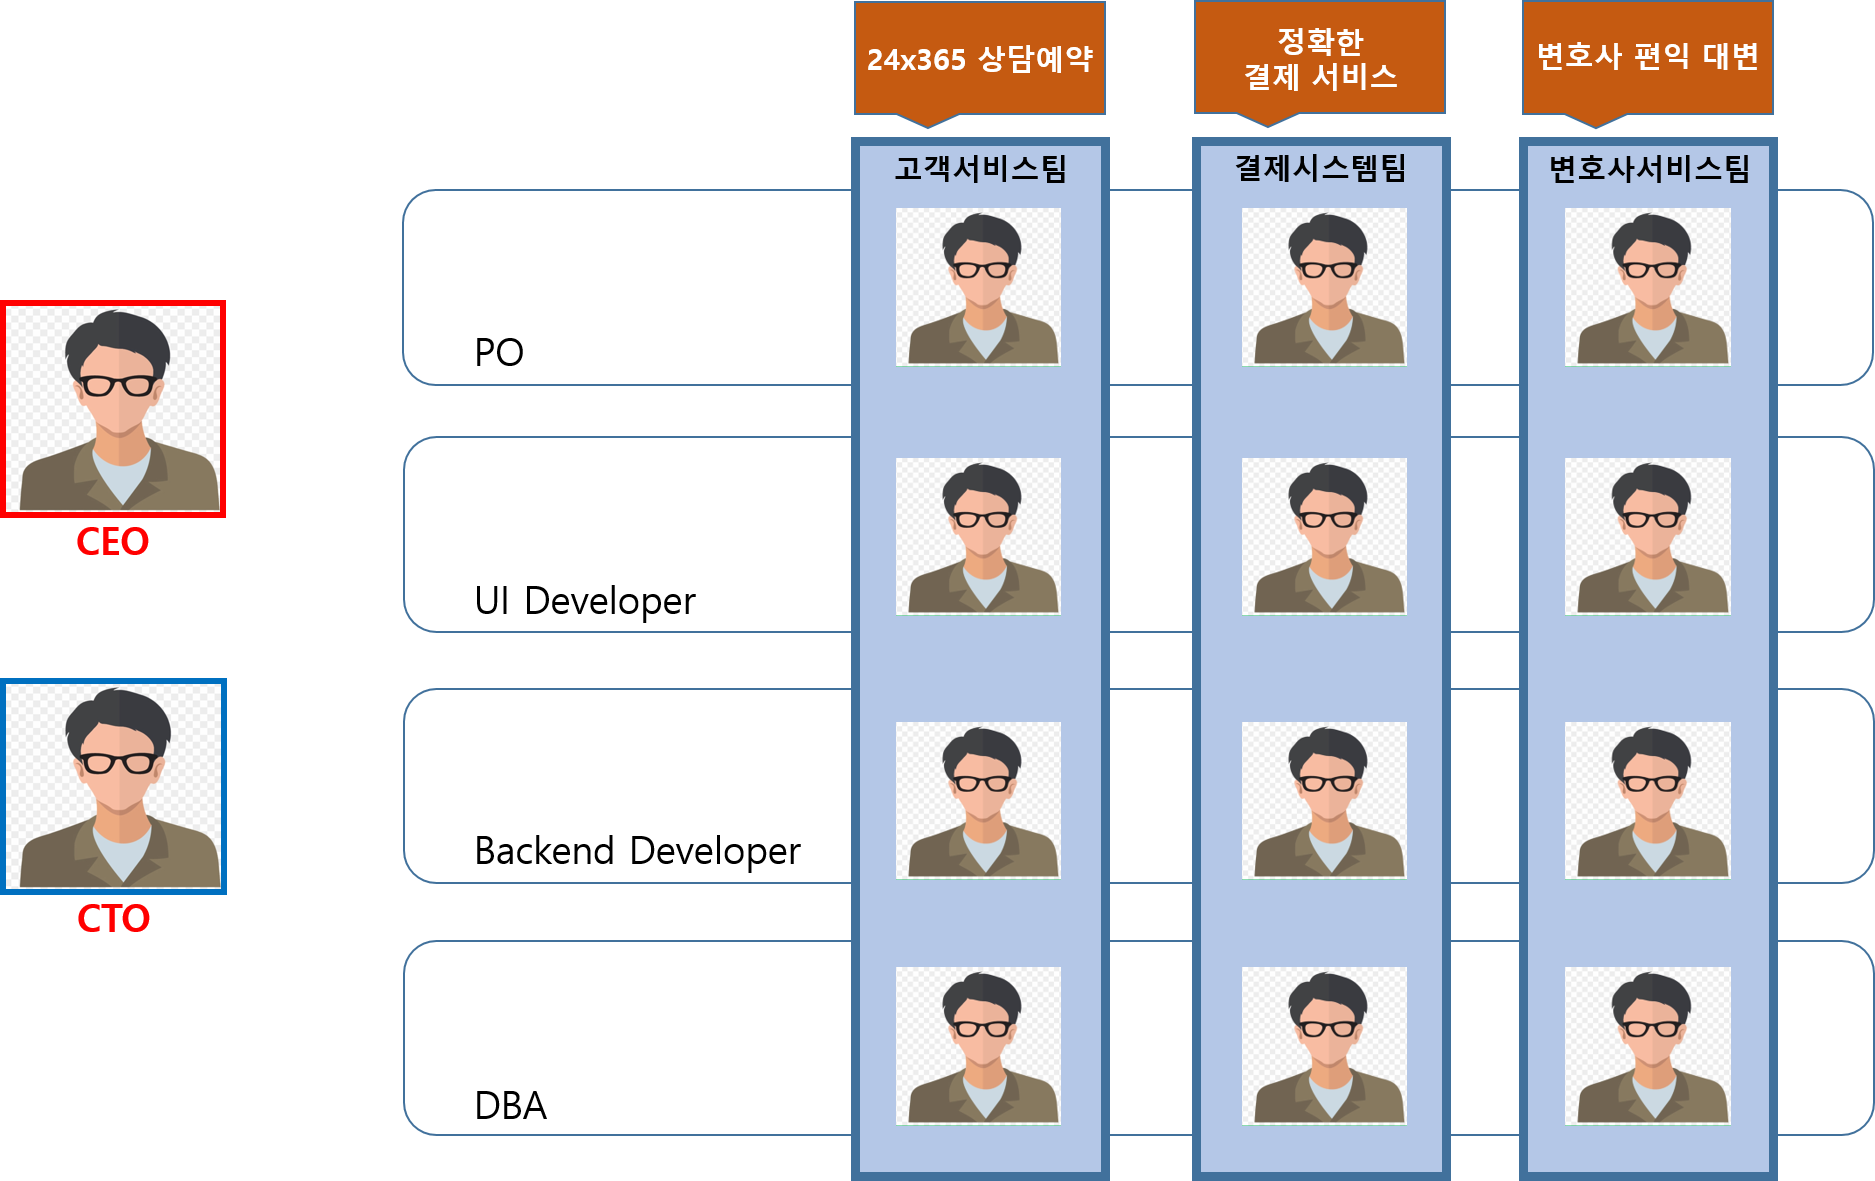 24x365 상담예약
정확한
결제 서비스
변호사 편익 대변
고객서비스팀
결제시스템팀
변호사서비스팀
PO
CEO
UI Developer
Backend Developer
CTO
DBA